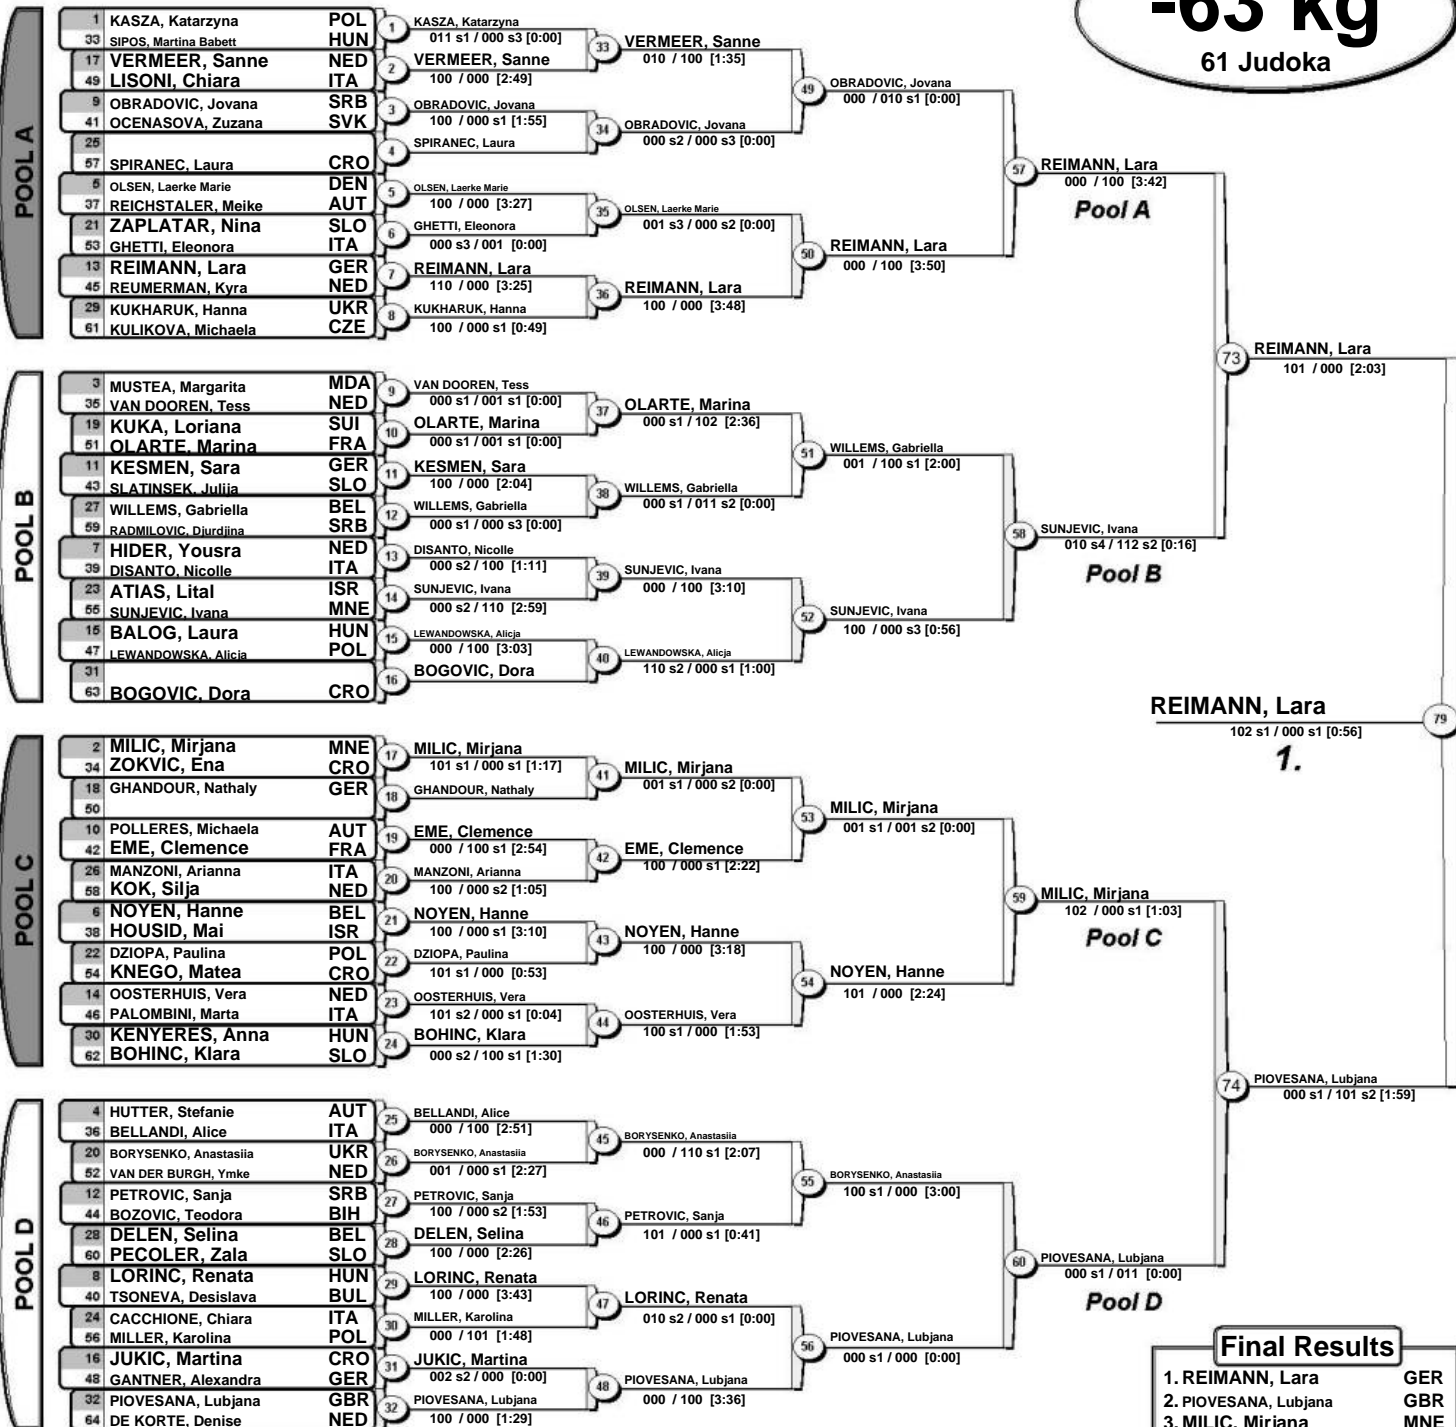 -63 kg
61 Judoka
POOL A
1 KASZA, Katarzyna POL
33 SIPOS, Martina Babett HUN
17 VERMEER, Sanne NED
49 LISONI, Chiara ITA
9 OBRADOVIC, Jovana SRB
41 OCENASOVA, Zuzana SVK
25
57 SPIRANEC, Laura CRO
5 OLSEN, Laerke Marie DEN
37 REICHSTALER, Meike AUT
21 ZAPLATAR, Nina SLO
53 GHETTI, Eleonora ITA
13 REIMANN, Lara GER
45 REUMERMAN, Kyra NED
29 KUKHARUK, Hanna UKR
61 KULIKOVA, Michaela CZE
1 KASZA, Katarzyna
011 s1 / 000 s3 [0:00]
2 VERMEER, Sanne
100 / 000 [2:49]
3 OBRADOVIC, Jovana
100 / 000 s1 [1:55]
4 SPIRANEC, Laura
5 OLSEN, Laerke Marie
100 / 000 [3:27]
6 GHETTI, Eleonora
000 s3 / 001 [0:00]
7 REIMANN, Lara
110 / 000 [3:25]
8 KUKHARUK, Hanna
100 / 000 s1 [0:49]
33 VERMEER, Sanne
010 / 100 [1:35]
34 OBRADOVIC, Jovana
000 s2 / 000 s3 [0:00]
35 OLSEN, Laerke Marie
001 s3 / 000 s2 [0:00]
36 REIMANN, Lara
100 / 000 [3:48]
49 OBRADOVIC, Jovana
000 / 010 s1 [0:00]
50 REIMANN, Lara
000 / 100 [3:50]
57 REIMANN, Lara
000 / 100 [3:42]
Pool A
POOL B
3 MUSTEA, Margarita MDA
35 VAN DOOREN, Tess NED
19 KUKA, Loriana SUI
51 OLARTE, Marina FRA
11 KESMEN, Sara GER
43 SLATINSEK, Julija SLO
27 WILLEMS, Gabriella BEL
59 RADMILOVIC, Djurdjina SRB
7 HIDER, Yousra NED
39 DISANTO, Nicolle ITA
23 ATIAS, Lital ISR
55 SUNJEVIC, Ivana MNE
15 BALOG, Laura HUN
47 LEWANDOWSKA, Alicja POL
31
63 BOGOVIC, Dora CRO
9 VAN DOOREN, Tess
000 s1 / 001 s1 [0:00]
10 OLARTE, Marina
000 s1 / 001 s1 [0:00]
11 KESMEN, Sara
100 / 000 [2:04]
12 WILLEMS, Gabriella
000 s1 / 000 s3 [0:00]
13 DISANTO, Nicolle
000 s2 / 100 [1:11]
14 SUNJEVIC, Ivana
000 s2 / 110 [2:59]
15 LEWANDOWSKA, Alicja
000 / 100 [3:03]
16 BOGOVIC, Dora
37 OLARTE, Marina
000 s1 / 102 [2:36]
38 WILLEMS, Gabriella
000 s1 / 011 s2 [0:00]
39 SUNJEVIC, Ivana
000 / 100 [3:10]
40 LEWANDOWSKA, Alicja
110 s2 / 000 s1 [1:00]
51 WILLEMS, Gabriella
001 / 100 s1 [2:00]
52 SUNJEVIC, Ivana
100 / 000 s3 [0:56]
58 SUNJEVIC, Ivana
010 s4 / 112 s2 [0:16]
Pool B
73 REIMANN, Lara
101 / 000 [2:03]
REIMANN, Lara 79
102 s1 / 000 s1 [0:56]
1.
POOL C
2 MILIC, Mirjana MNE
34 ZOKVIC, Ena CRO
18 GHANDOUR, Nathaly GER
50
10 POLLERES, Michaela AUT
42 EME, Clemence FRA
26 MANZONI, Arianna ITA
58 KOK, Silja NED
6 NOYEN, Hanne BEL
38 HOUSID, Mai ISR
22 DZIOPA, Paulina POL
54 KNEGO, Matea CRO
14 OOSTERHUIS, Vera NED
46 PALOMBINI, Marta ITA
30 KENYERES, Anna HUN
62 BOHINC, Klara SLO
17 MILIC, Mirjana
101 s1 / 000 s1 [1:17]
18 GHANDOUR, Nathaly
19 EME, Clemence
000 / 100 s1 [2:54]
20 MANZONI, Arianna
100 / 000 s2 [1:05]
21 NOYEN, Hanne
100 / 000 s1 [3:10]
22 DZIOPA, Paulina
101 s1 / 000 [0:53]
23 OOSTERHUIS, Vera
101 s2 / 000 s1 [0:04]
24 BOHINC, Klara
000 s2 / 100 s1 [1:30]
41 MILIC, Mirjana
001 s1 / 000 s2 [0:00]
42 EME, Clemence
100 / 000 s1 [2:22]
43 NOYEN, Hanne
100 / 000 [3:18]
44 OOSTERHUIS, Vera
100 s1 / 000 [1:53]
53 MILIC, Mirjana
001 s1 / 001 s2 [0:00]
54 NOYEN, Hanne
101 / 000 [2:24]
59 MILIC, Mirjana
102 / 000 s1 [1:03]
Pool C
74 PIOVESANA, Lubjana
000 s1 / 101 s2 [1:59]
POOL D
4 HUTTER, Stefanie AUT
36 BELLANDI, Alice ITA
20 BORYSENKO, Anastasiia UKR
52 VAN DER BURGH, Ymke NED
12 PETROVIC, Sanja SRB
44 BOZOVIC, Teodora BIH
28 DELEN, Selina BEL
60 PECOLER, Zala SLO
8 LORINC, Renata HUN
40 TSONEVA, Desislava BUL
24 CACCHIONE, Chiara ITA
56 MILLER, Karolina POL
16 JUKIC, Martina CRO
48 GANTNER, Alexandra GER
32 PIOVESANA, Lubjana GBR
64 DE KORTE, Denise NED
25 BELLANDI, Alice
000 / 100 [2:51]
26 BORYSENKO, Anastasiia
001 / 000 s1 [2:27]
27 PETROVIC, Sanja
100 / 000 s2 [1:53]
28 DELEN, Selina
100 / 000 [2:26]
29 LORINC, Renata
100 / 000 [3:43]
30 MILLER, Karolina
000 / 101 [1:48]
31 JUKIC, Martina
002 s2 / 000 [0:00]
32 PIOVESANA, Lubjana
100 / 000 [1:29]
45 BORYSENKO, Anastasiia
000 / 110 s1 [2:07]
46 PETROVIC, Sanja
101 / 000 s1 [0:41]
47 LORINC, Renata
010 s2 / 000 s1 [0:00]
48 PIOVESANA, Lubjana
000 / 100 [3:36]
55 BORYSENKO, Anastasiia
100 s1 / 000 [3:00]
56 PIOVESANA, Lubjana
000 s1 / 000 [0:00]
60 PIOVESANA, Lubjana
000 s1 / 011 [0:00]
Pool D
Final Results
1. REIMANN, Lara GER
2. PIOVESANA, Lubjana GBR
3. MILIC, Mirjana MNE